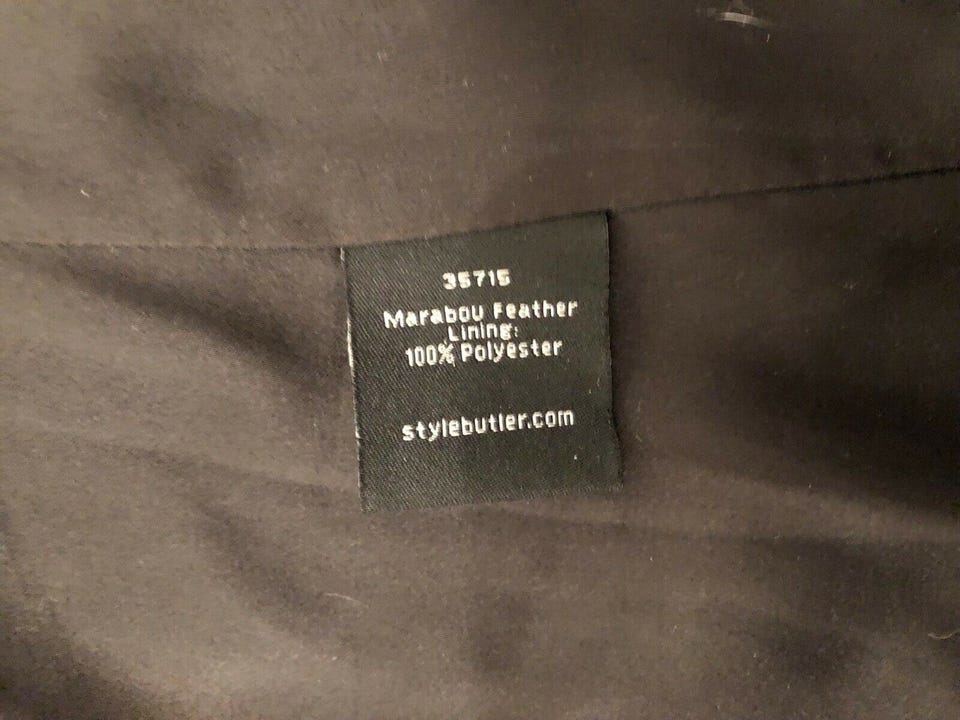 35715
Marabou Feather
Lining:
100% Polyester
stylebutler.com